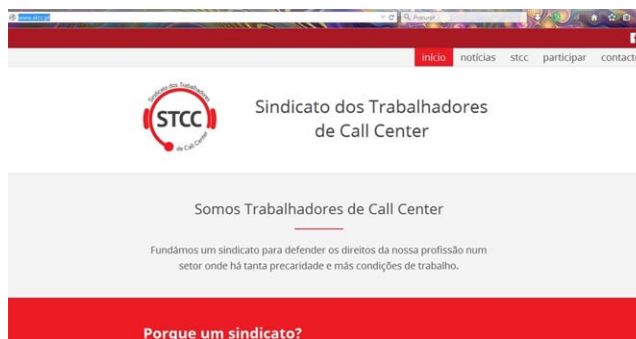 www.stcc.pt
Procurar
início notícias stcc participar contacto
Sindicato dos Trabalhadores
STCC
de Call Center
Sindicato dos Trabalhadores
de Call Center
Somos Trabalhadores de Call Center
Fundámos um sindicato para defender os direitos da nossa profissão num
setor onde há tanta precaridade e más condições de trabalho.
Porque um sindicato?